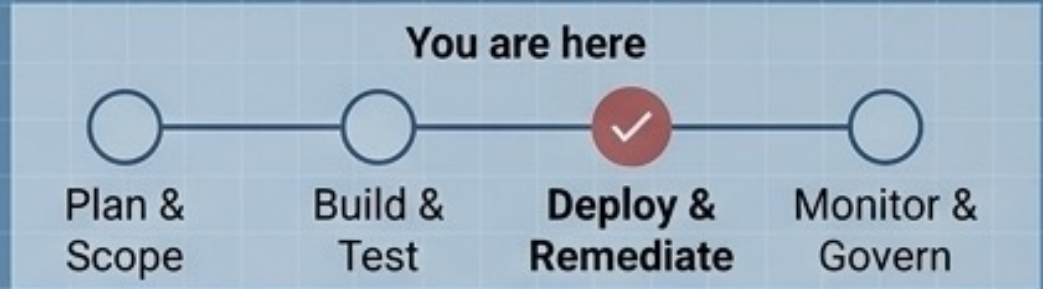 You are here
Plan &
Scope
Build &
Test
Deploy &
Remediate
Monitor &
Govern